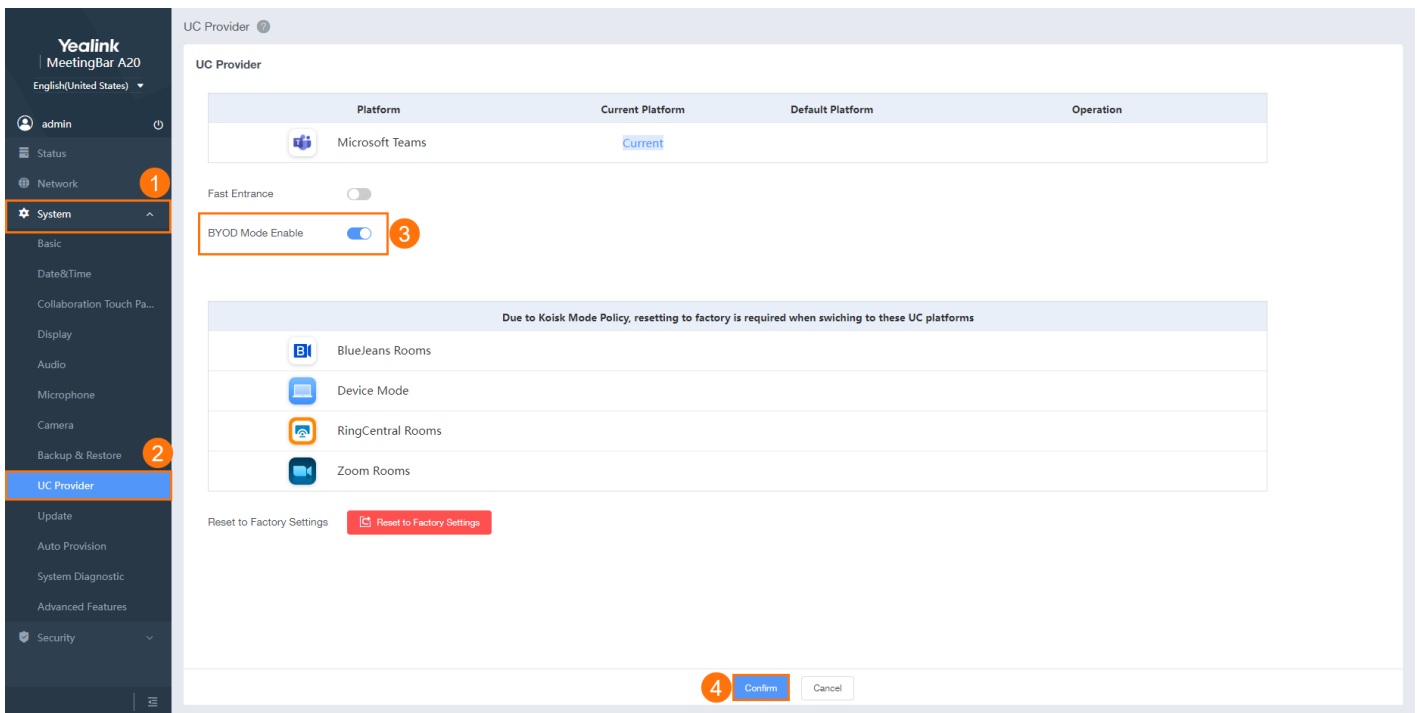 Yealink
MeetingBar A20
English(United States)
admin
Status
Network
1
System
Basic
Date&Time
Collaboration Touch Pa...
Display
Audio
Microphone
Camera
Backup & Restore
2
UC Provider
Update
Auto Provision
System Diagnostic
Advanced Features
Security
UC Provider ?
UC Provider
Platform Current Platform Default Platform Operation
Microsoft Teams Current
Fast Entrance
BYOD Mode Enable 3
Due to Koisk Mode Policy, resetting to factory is required when swiching to these UC platforms
B BlueJeans Rooms
Device Mode
RingCentral Rooms
Zoom Rooms
Reset to Factory Settings Reset to Factory Settings
4 Confirm Cancel